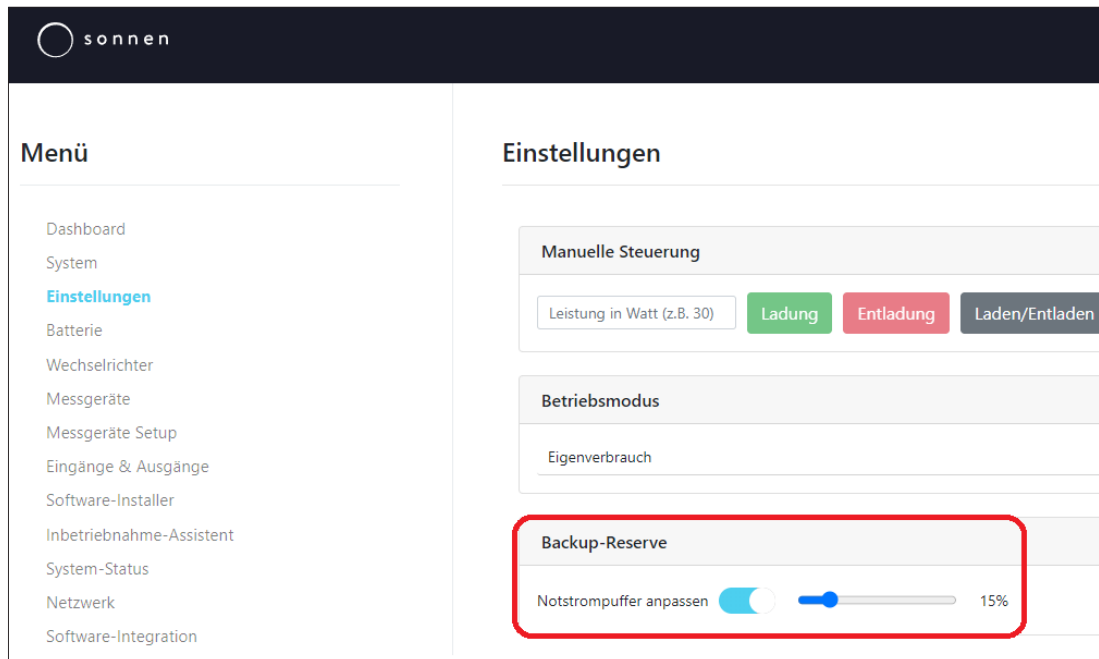 sonnen
Menü
Dashboard
System
Einstellungen
Batterie
Wechselrichter
Messgeräte
Messgeräte Setup
Eingänge & Ausgänge
Software-Installer
Inbetriebnahme-Assistent
System-Status
Netzwerk
Software-Integration
Einstellungen
Manuelle Steuerung
Leistung in Watt (z.B. 30) Ladung Entladung Laden/Entladen
Betriebsmodus
Eigenverbrauch
Backup-Reserve
Notstrompuffer anpassen 15%